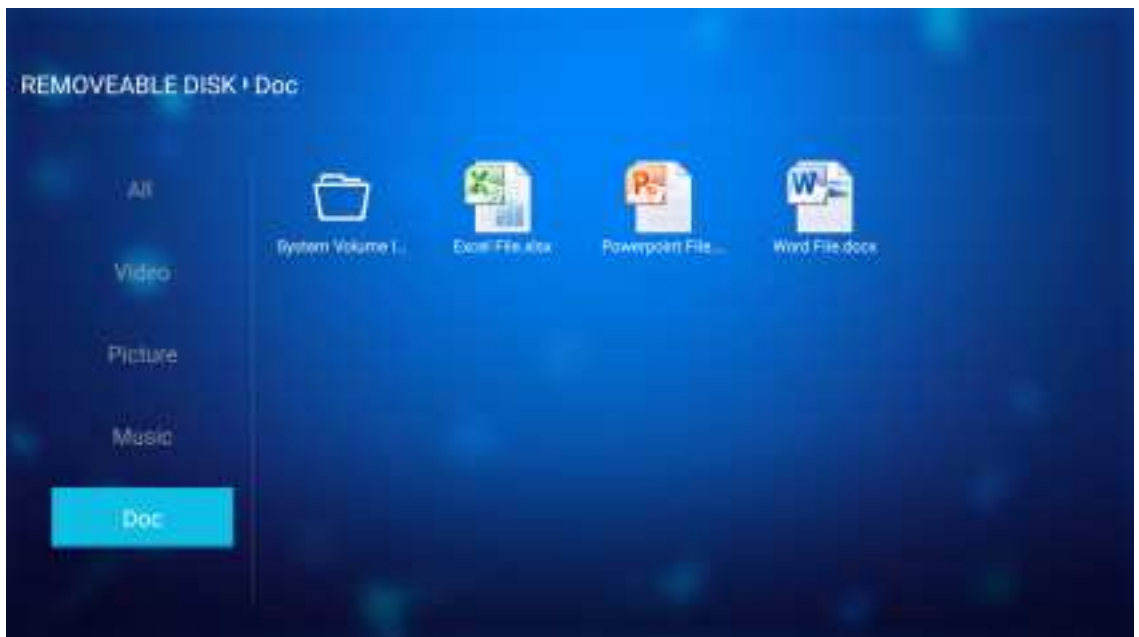 REMOVEABLE DISK Doc
All
Video
Picture
Music
Doc
System Volume I...
Excel File.xlsx
Powerpoint File...
Word File.docx